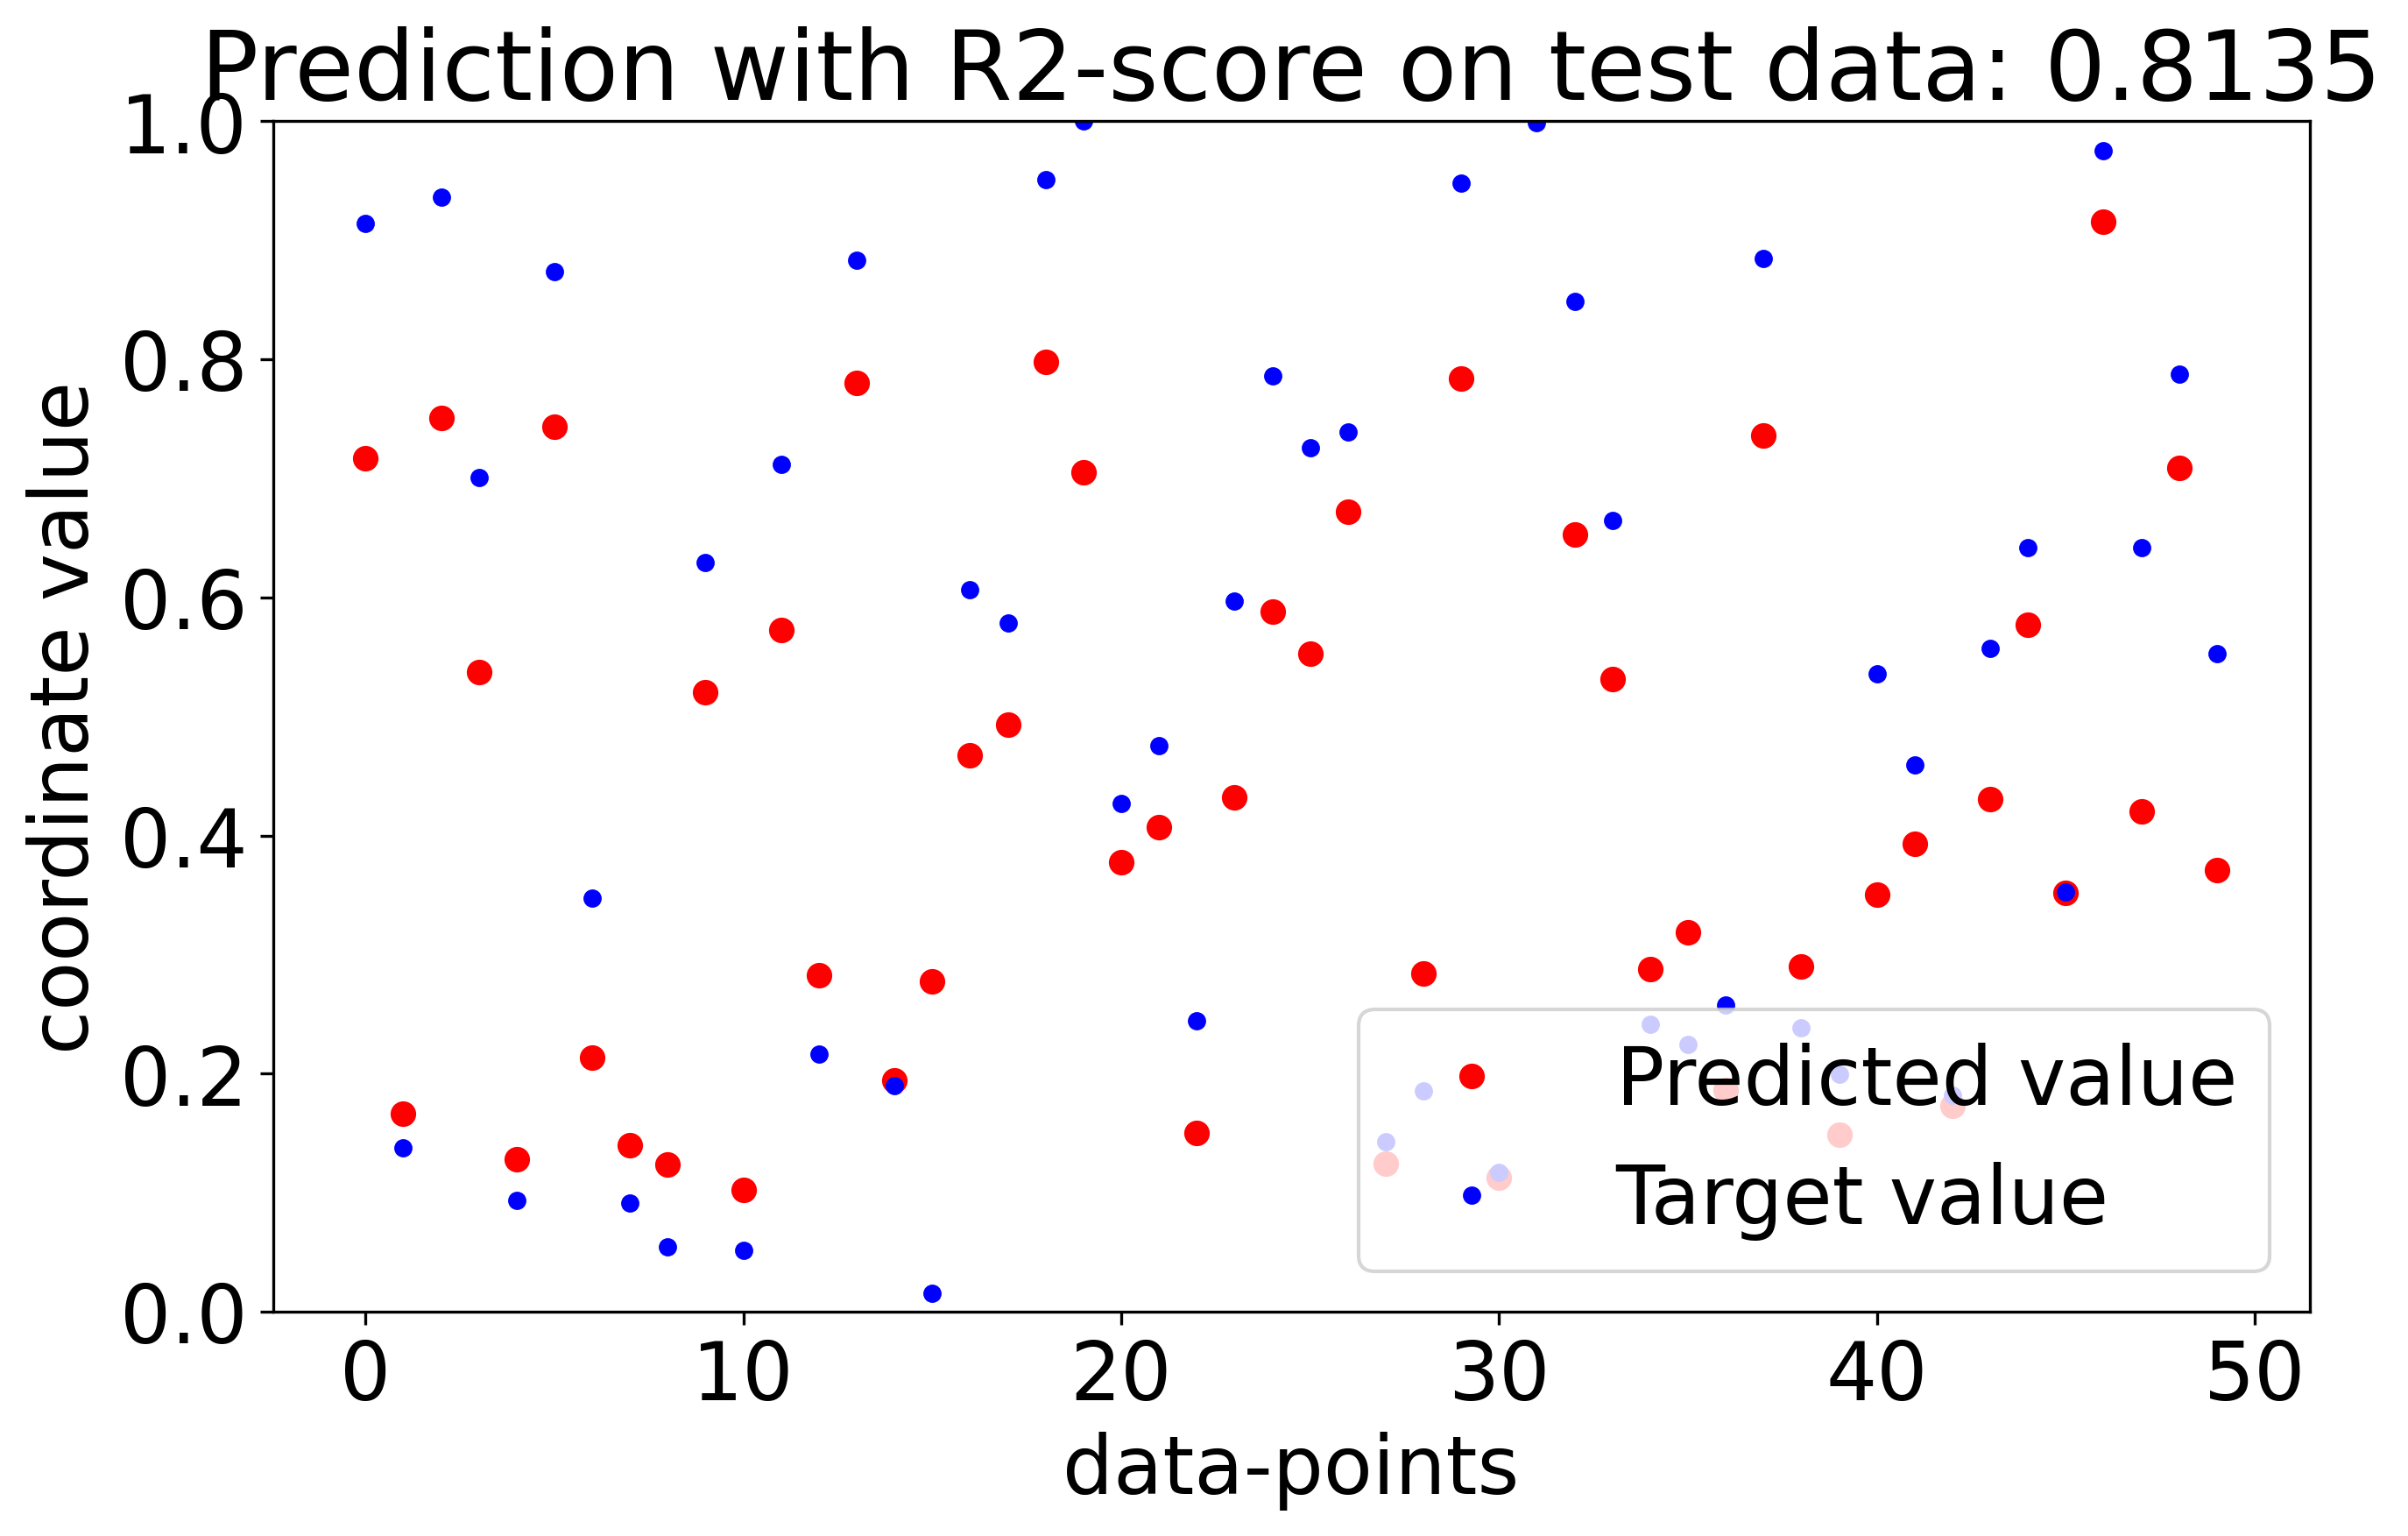 Prediction with R2-score on test data: 0.8135
1.0
0.8
0.6
0.4
0.2
0.0
coordinate value
Predicted value
Target value
0 10 20 30 40 50
data-points